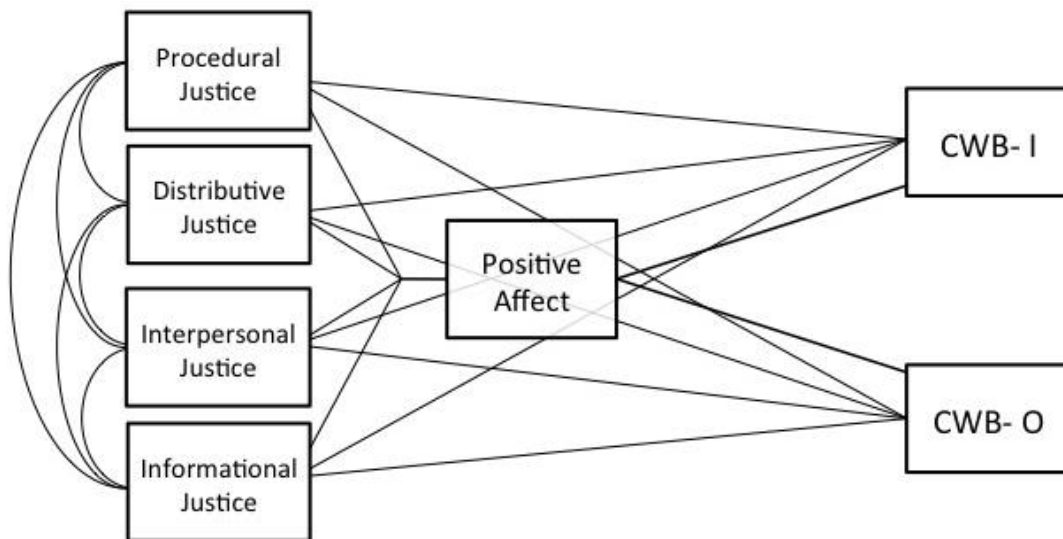 Procedural
Justice
Distributive
Justice
Interpersonal
Justice
Informational
Justice
Positive
Affect
CWB- I
CWB- O